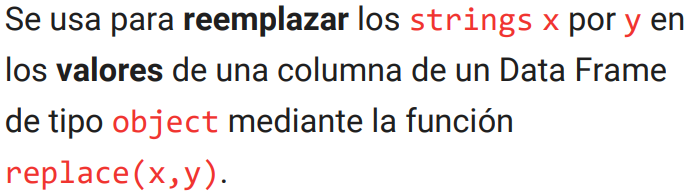 Se usa para reemplazar los strings x por y en
los valores de una columna de un Data Frame
de tipo object mediante la función
replace(x,y).